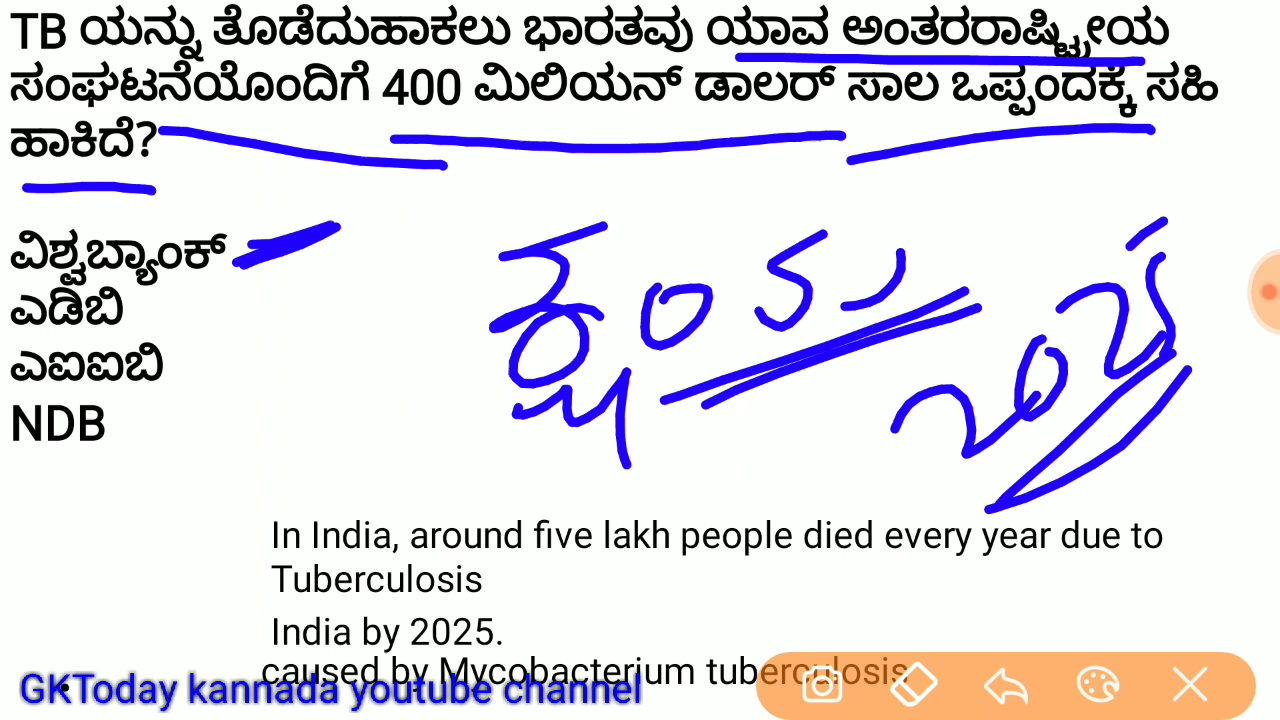 TB ಯನ್ನು ತೊಡೆದುಹಾಕಲು ಭಾರತವು ಯಾವ ಅಂತರರಾಷ್ಟ್ರೀಯ
ಸಂಘಟನೆಯೊಂದಿಗೆ 400 ಮಿಲಿಯನ್ ಡಾಲರ್ ಸಾಲ ಒಪ್ಪಂದಕ್ಕೆ ಸಹಿ
ಹಾಕಿದೆ?
ವಿಶ್ವಬ್ಯಾಂಕ್
ಎಡಿಬಿ
ಎಐಐಬಿ
NDB
In India, around five lakh people died every year due to
Tuberculosis
India by 2025.
caused by Mycobacterium tuberculosis
GKToday kannada youtube channel